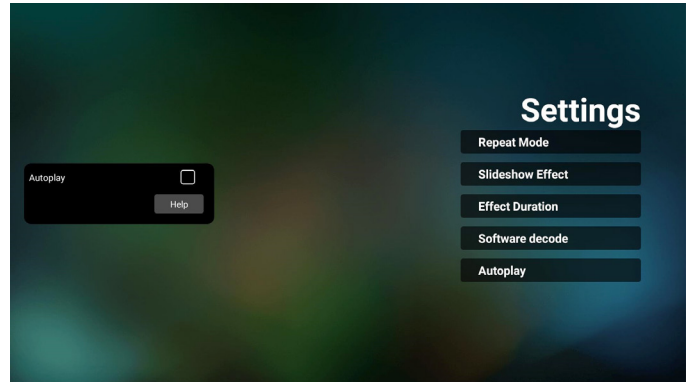 Settings
Repeat Mode
Slideshow Effect
Effect Duration
Software decode
Autoplay
Autoplay
Help